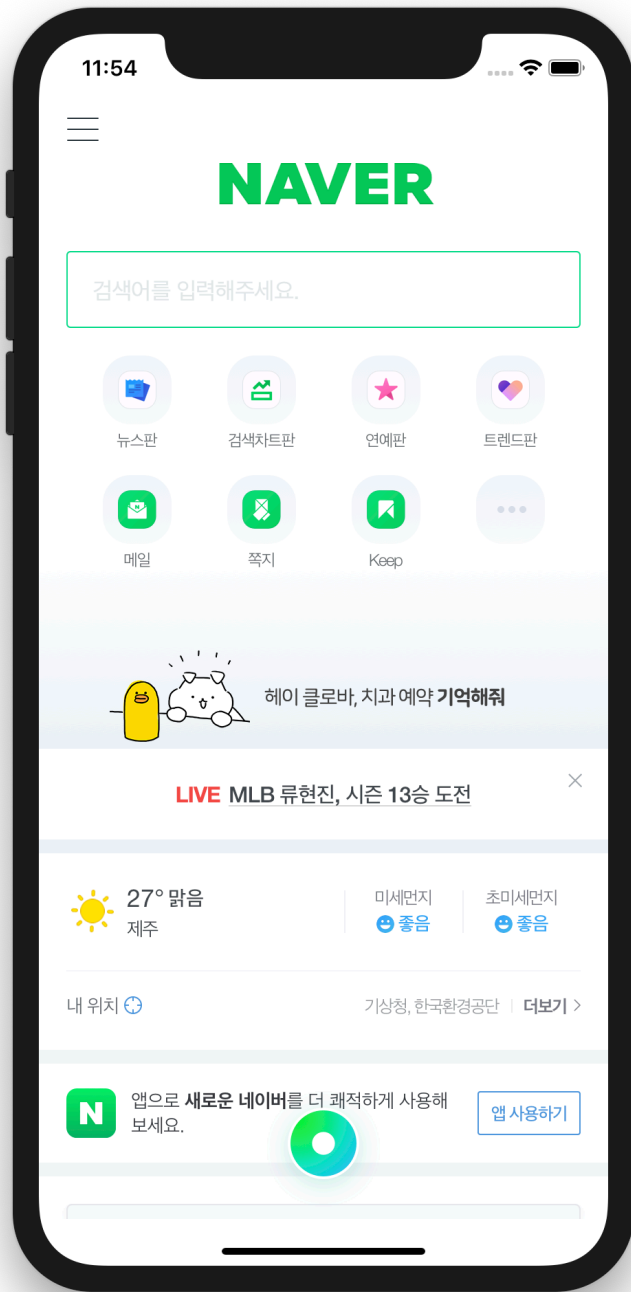 11:54
NAVER
검색어를 입력해주세요.
뉴스판 검색차트판 연예판 트렌드판
메일 쪽지 Keep
헤이 클로바, 치과 예약 기억해줘
LIVE MLB 류현진, 시즌 13승 도전
27° 맑음
제주
미세먼지
좋음
초미세먼지
좋음
내 위치
기상청, 한국환경공단 더보기 >
N
앱으로 새로운 네이버를 더 쾌적하게 사용해
보세요.
앱 사용하기